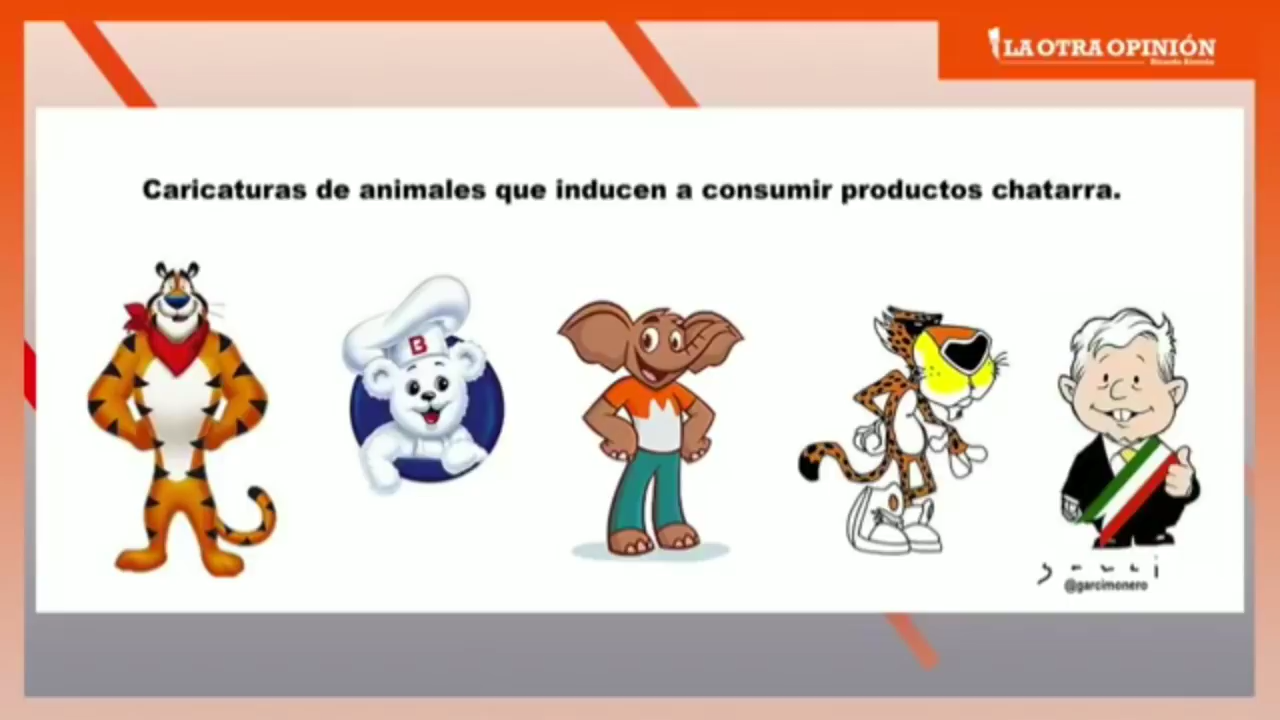 LA OTRA OPINIÓN
Caricaturas de animales que inducen a consumir productos chatarra.
B
@garcimonero